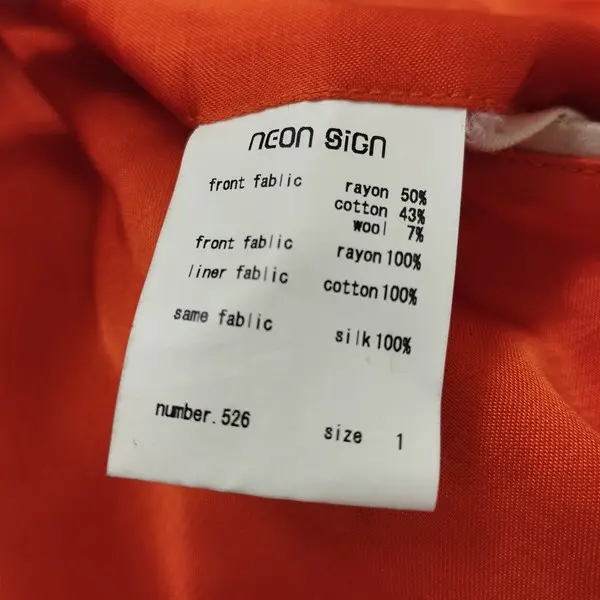 neon sign
front fablic rayon 50%
cotton 43%
wool 7%
front fablic rayon 100%
liner fablic cotton 100%
same fablic silk 100%
number. 526 size 1